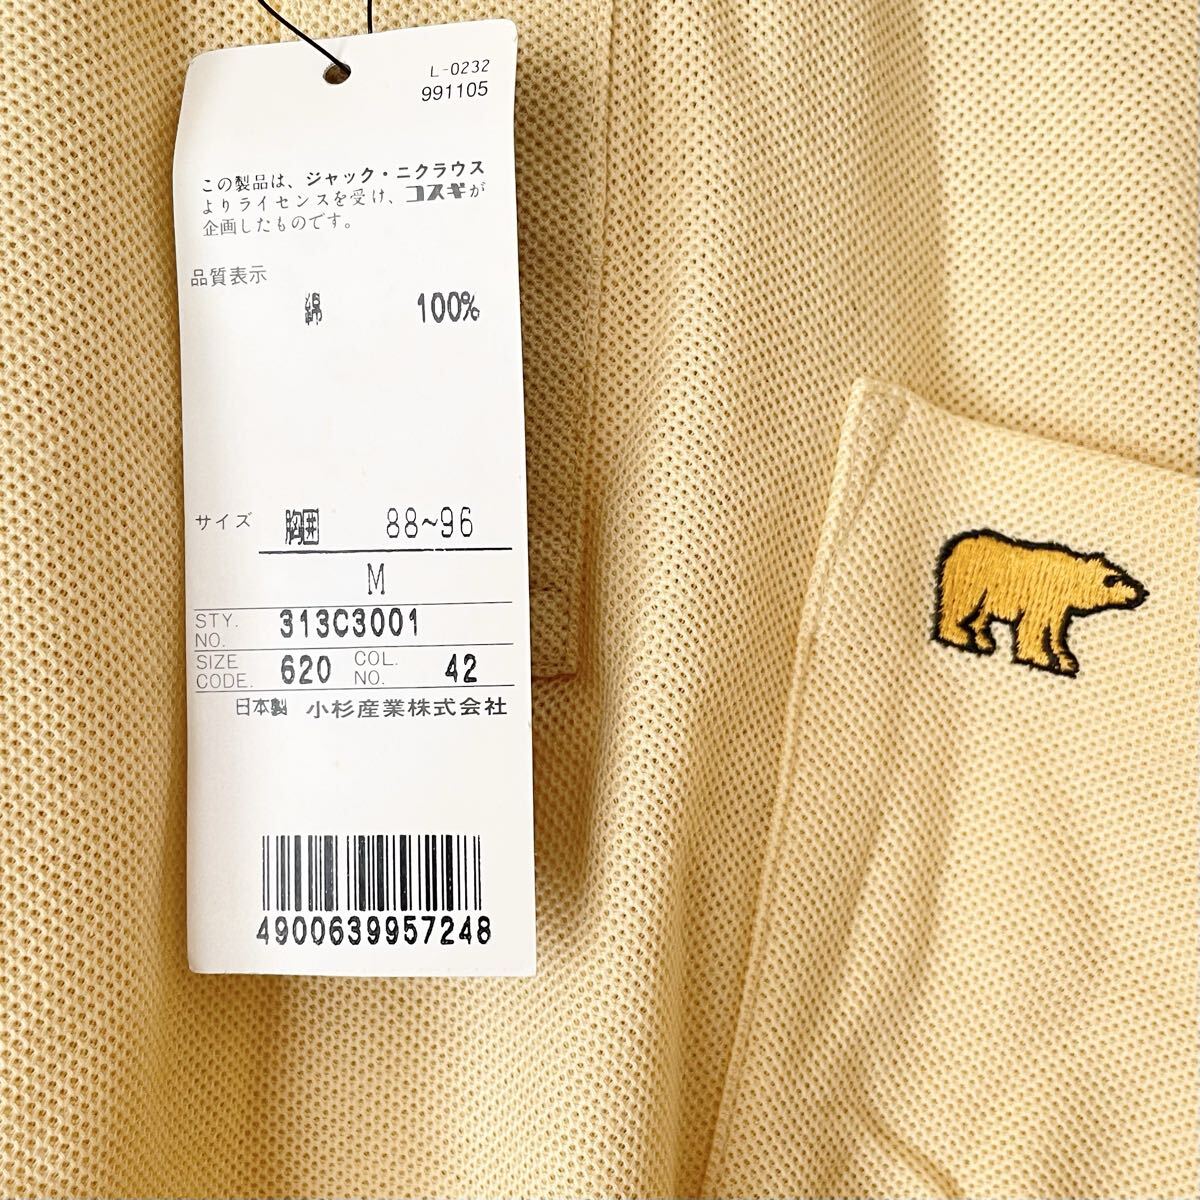 L-0232
991105
この製品は、ジャック・ニクラウス
よりライセンスを受け、コスギが
企画したものです。
品質表示
綿 100%
サイズ 胸囲 88~96
M
STY. NO. 313C3001
SIZE CODE. 620 COL. NO. 42
日本製 小杉産業株式会社
4900639957248